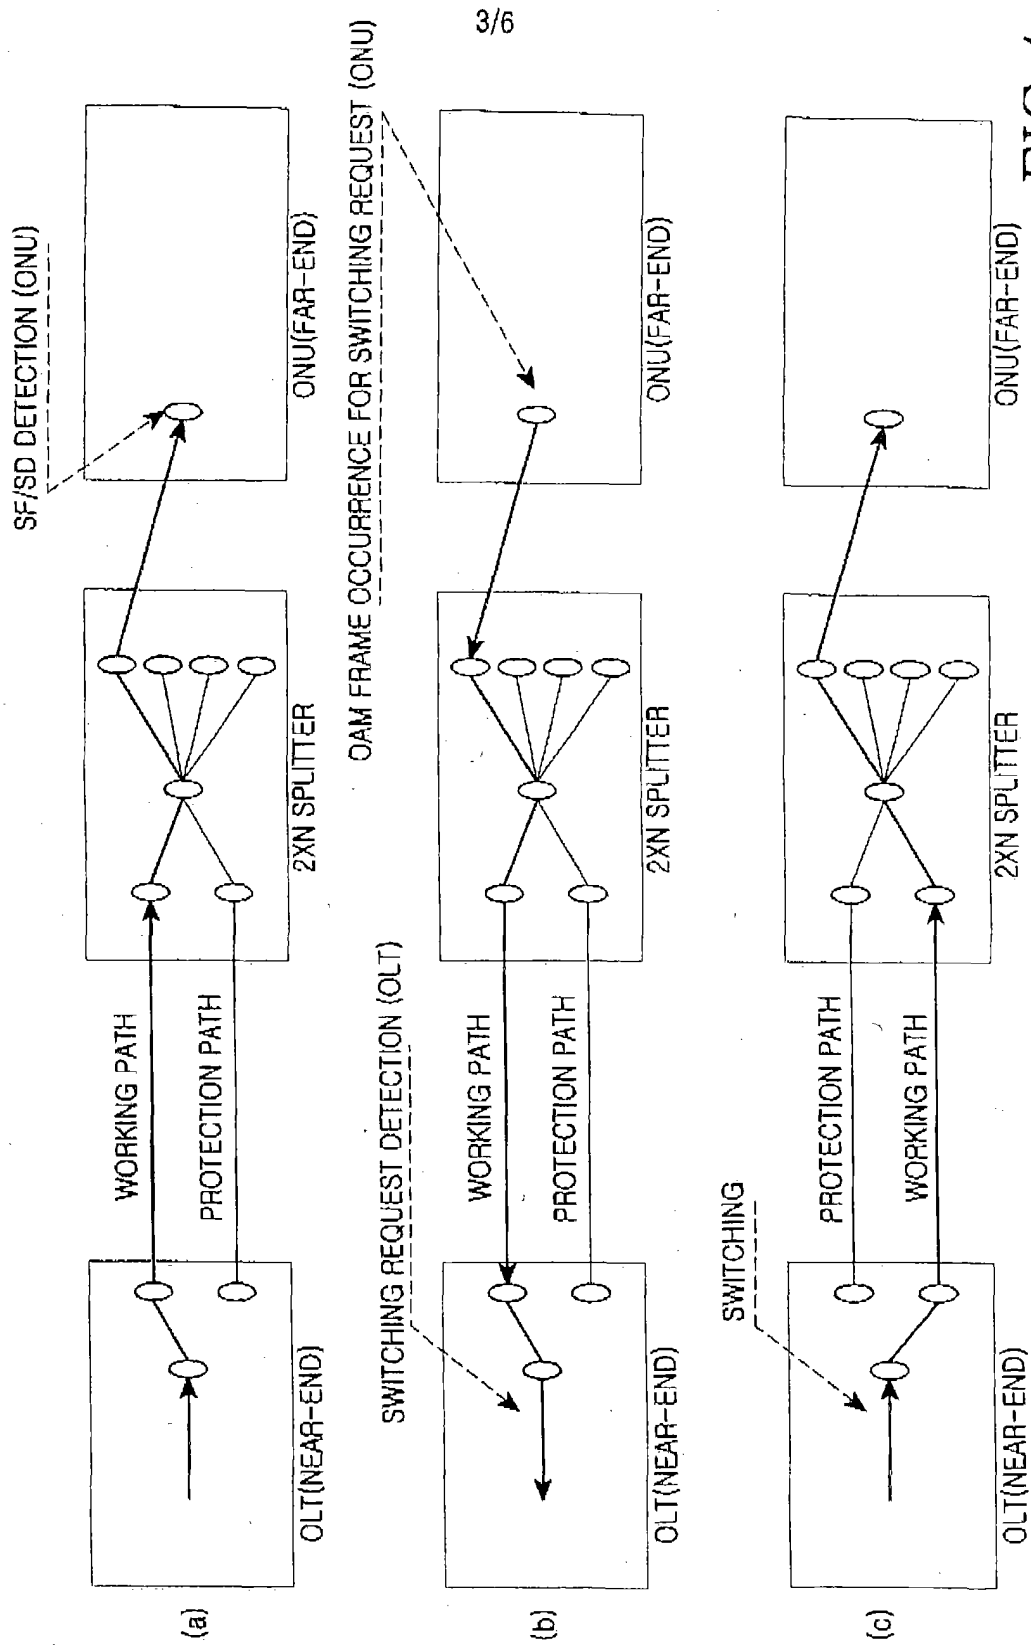 3/6
(a)
SF/SD DETECTION (ONU)
WORKING PATH
PROTECTION PATH
OLT(NEAR-END)
2XN SPLITTER
ONU(FAR-END)
(b)
OAM FRAME OCCURRENCE FOR SWITCHING REQUEST (ONU)
SWITCHING REQUEST DETECTION (OLT)
WORKING PATH
PROTECTION PATH
OLT(NEAR-END)
2XN SPLITTER
ONU(FAR-END)
(c)
SWITCHING
PROTECTION PATH
WORKING PATH
OLT(NEAR-END)
2XN SPLITTER
ONU(FAR-END)